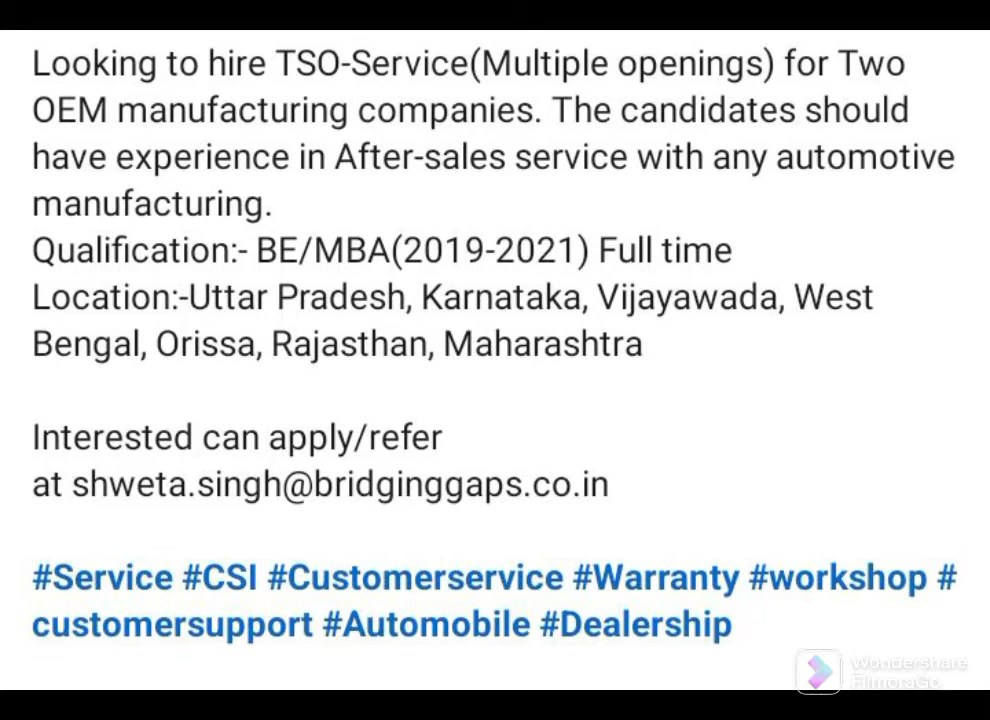 Looking to hire TSO-Service(Multiple openings) for Two
OEM manufacturing companies. The candidates should
have experience in After-sales service with any automotive
manufacturing.
Qualification:- BE/MBA(2019-2021) Full time
Location:-Uttar Pradesh, Karnataka, Vijayawada, West
Bengal, Orissa, Rajasthan, Maharashtra
Interested can apply/refer
at shweta.singh@bridginggaps.co.in
#Service #CSI #Customerservice #Warranty #workshop #
customersupport #Automobile #Dealership
Wondershare
FilmoraGo